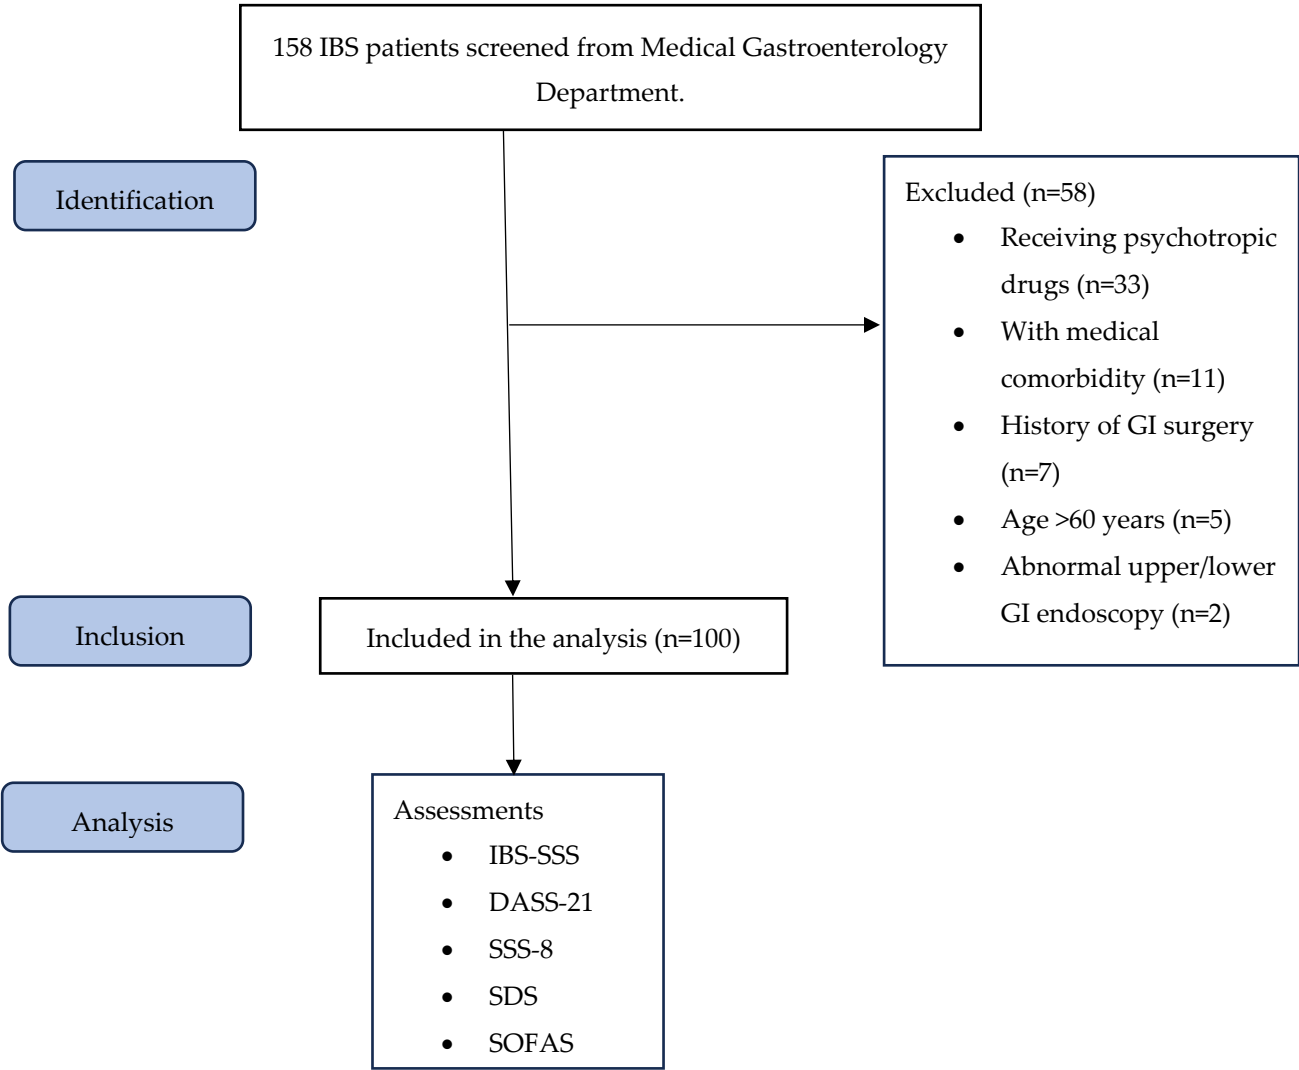 158 IBS patients screened from Medical Gastroenterology
Department.
Identification
Excluded (n=58)
• Receiving psychotropic
drugs (n=33)
• With medical
comorbidity (n=11)
• History of GI surgery
(n=7)
• Age >60 years (n=5)
• Abnormal upper/lower
GI endoscopy (n=2)
Inclusion
Included in the analysis (n=100)
Analysis
Assessments
• IBS-SSS
• DASS-21
• SSS-8
• SDS
• SOFAS